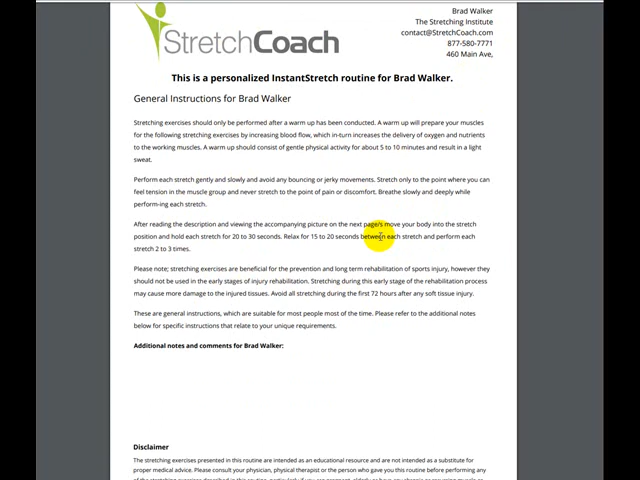 StretchCoach
Brad Walker
The Stretching Institute
contact@StretchCoach.com
877-580-7771
460 Main Ave,
This is a personalized InstantStretch routine for Brad Walker.
General Instructions for Brad Walker
Stretching exercises should only be performed after a warm up has been conducted. A warm up will prepare your muscles
for the following stretching exercises by increasing blood flow, which in-turn increases the delivery of oxygen and nutrients
to the working muscles. A warm up should consist of gentle physical activity for about 5 to 10 minutes and result in a light
sweat.
Perform each stretch gently and slowly and avoid any bouncing or jerky movements. Stretch only to the point where you can
feel tension in the muscle group and never stretch to the point of pain or discomfort. Breathe slowly and deeply while
perform-ing each stretch.
After reading the description and viewing the accompanying picture on the next page/s move your body into the stretch
position and hold each stretch for 20 to 30 seconds. Relax for 15 to 20 seconds between each stretch and perform each
stretch 2 to 3 times.
Please note; stretching exercises are beneficial for the prevention and long term rehabilitation of sports injury, however they
should not be used in the early stages of injury rehabilitation. Stretching during this early stage of the rehabilitation process
may cause more damage to the injured tissues. Avoid all stretching during the first 72 hours after any soft tissue injury.
These are general instructions, which are suitable for most people most of the time. Please refer to the additional notes
below for specific instructions that relate to your unique requirements.
Additional notes and comments for Brad Walker:
Disclaimer
The stretching exercises presented in this routine are intended as an educational resource and are not intended as a substitute for
proper medical advice. Please consult your physician, physical therapist or the person who gave you this routine before performing any